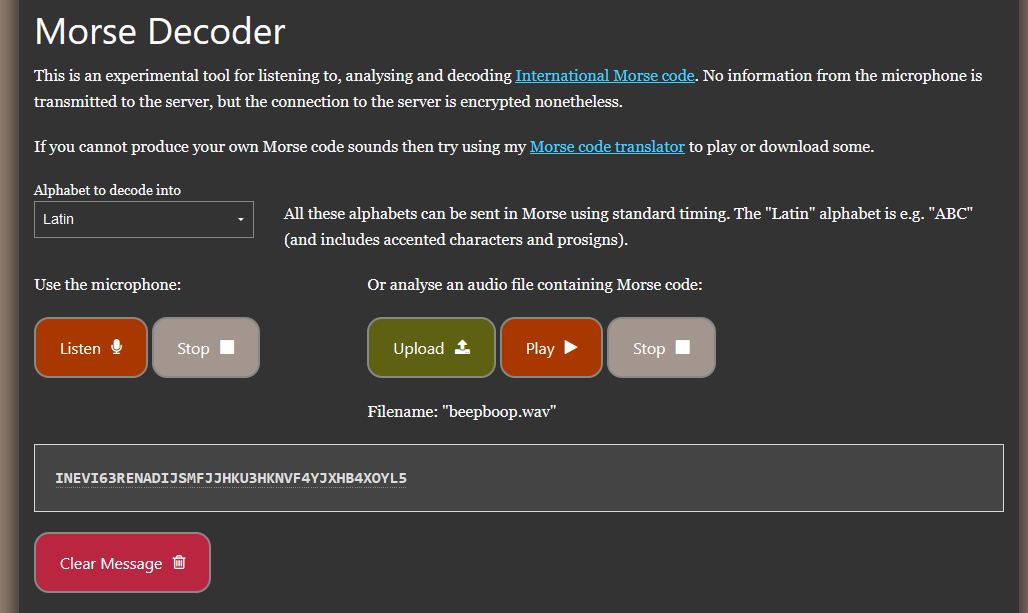 Morse Decoder
This is an experimental tool for listening to, analysing and decoding International Morse code. No information from the microphone is
transmitted to the server, but the connection to the server is encrypted nonetheless.
If you cannot produce your own Morse code sounds then try using my Morse code translator to play or download some.
Alphabet to decode into
Latin
All these alphabets can be sent in Morse using standard timing. The "Latin" alphabet is e.g. "ABC"
(and includes accented characters and prosigns).
Use the microphone:
Or analyse an audio file containing Morse code:
Listen Stop Upload Play Stop
Filename: "beepboop.wav"
INEVI63RENADIJSMFJJHKU3HKNVF4YJXHB4XOYL5
Clear Message